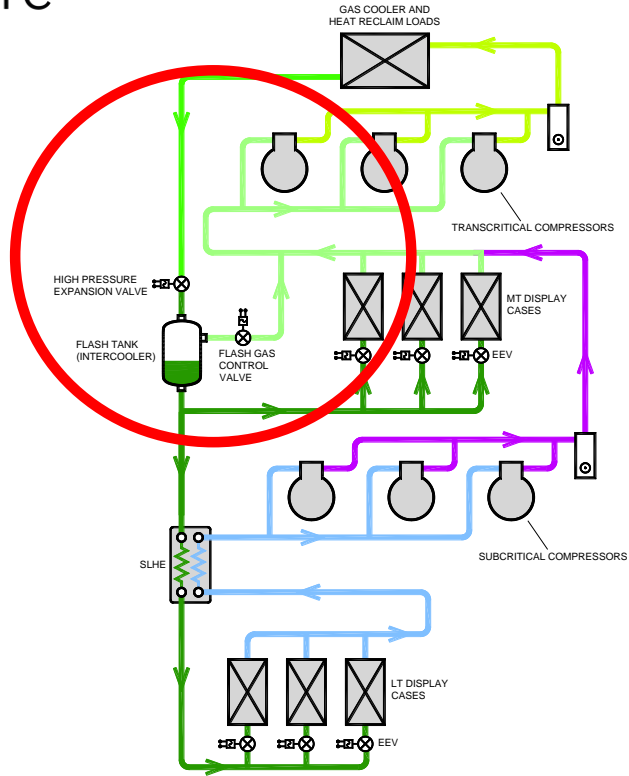 GAS COOLER AND
HEAT RECLAIM LOADS
TRANSCRITICAL COMPRESSORS
HIGH PRESSURE
EXPANSION VALVE
MT DISPLAY
CASES
FLASH TANK
(INTERCOOLER)
FLASH GAS
CONTROL
VALVE
EEV
SUBCRITICAL COMPRESSORS
SLHE
LT DISPLAY
CASES
EEV